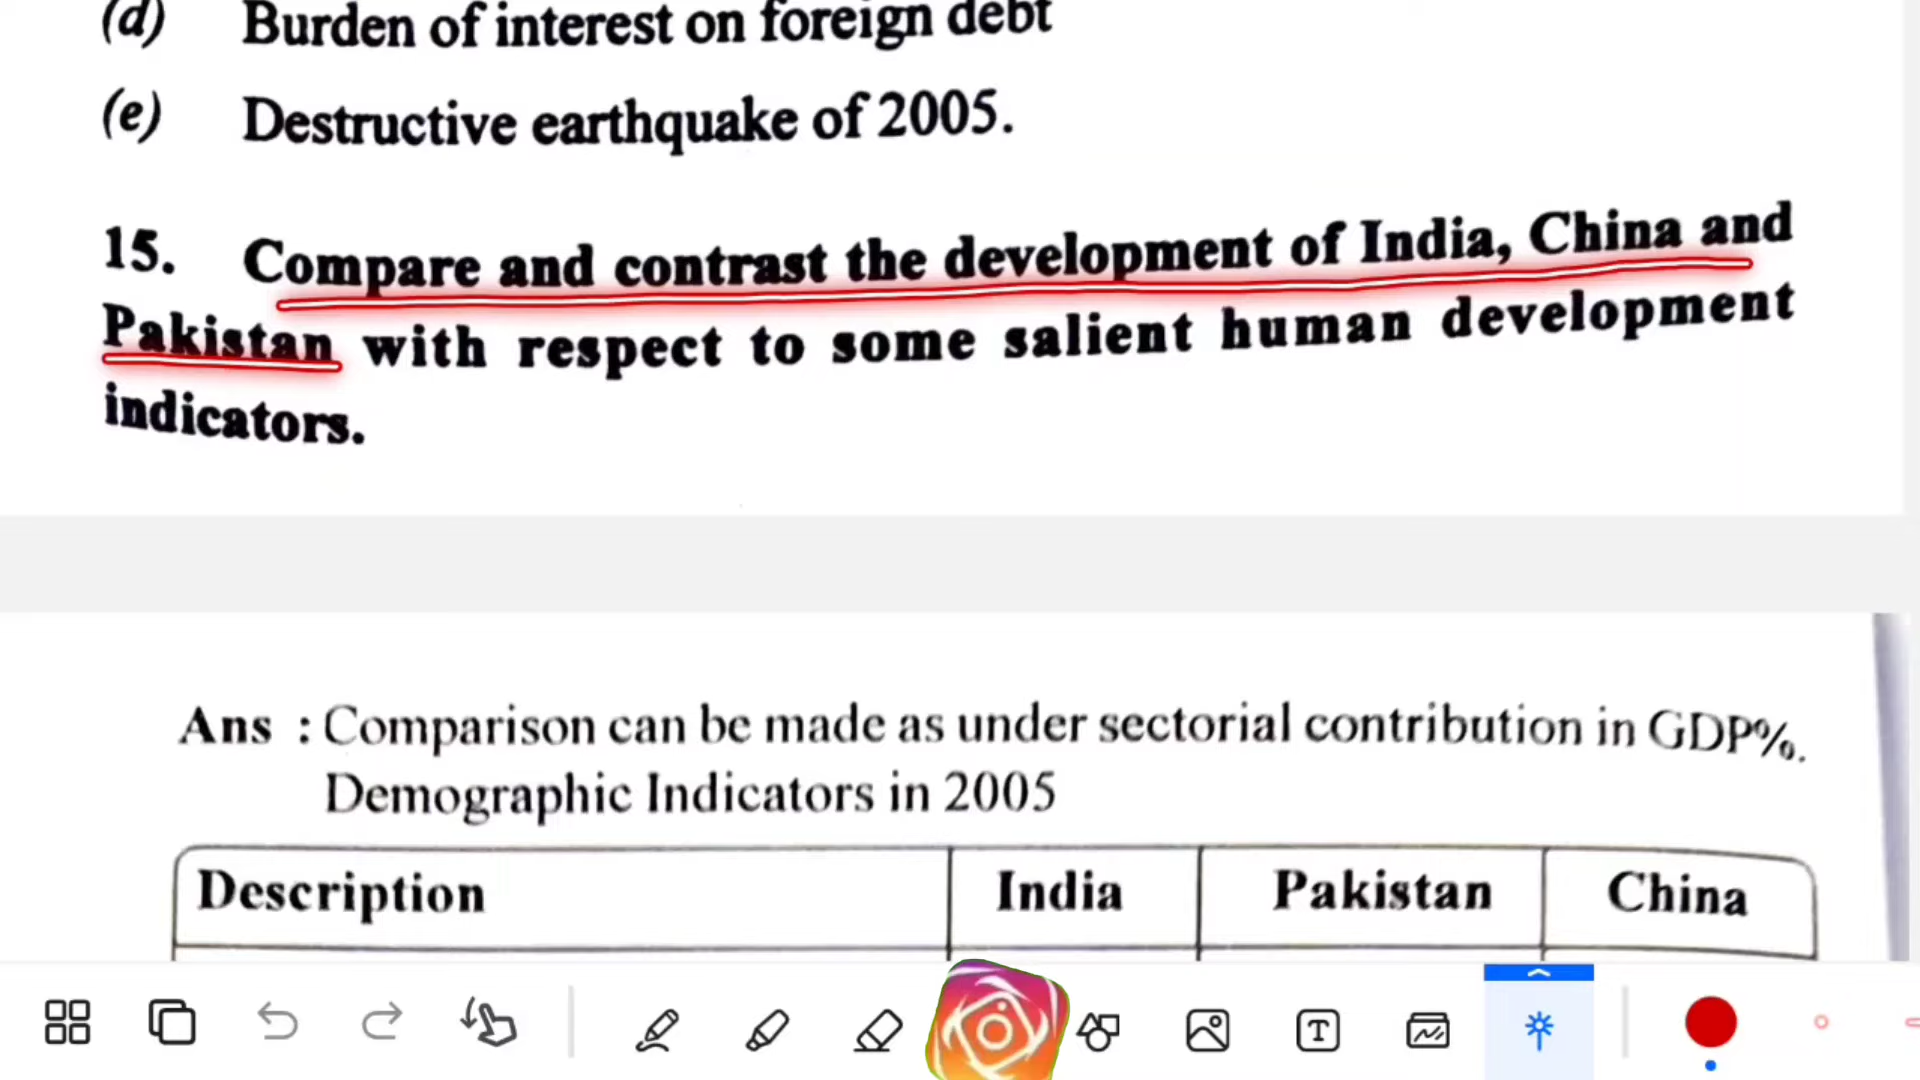 (d) Burden of interest on foreign debt
(e) Destructive earthquake of 2005.
15. Compare and contrast the development of India, China and
Pakistan with respect to some salient human development
indicators.
Ans : Comparison can be made as under sectorial contribution in GDP%.
Demographic Indicators in 2005
Description India Pakistan China